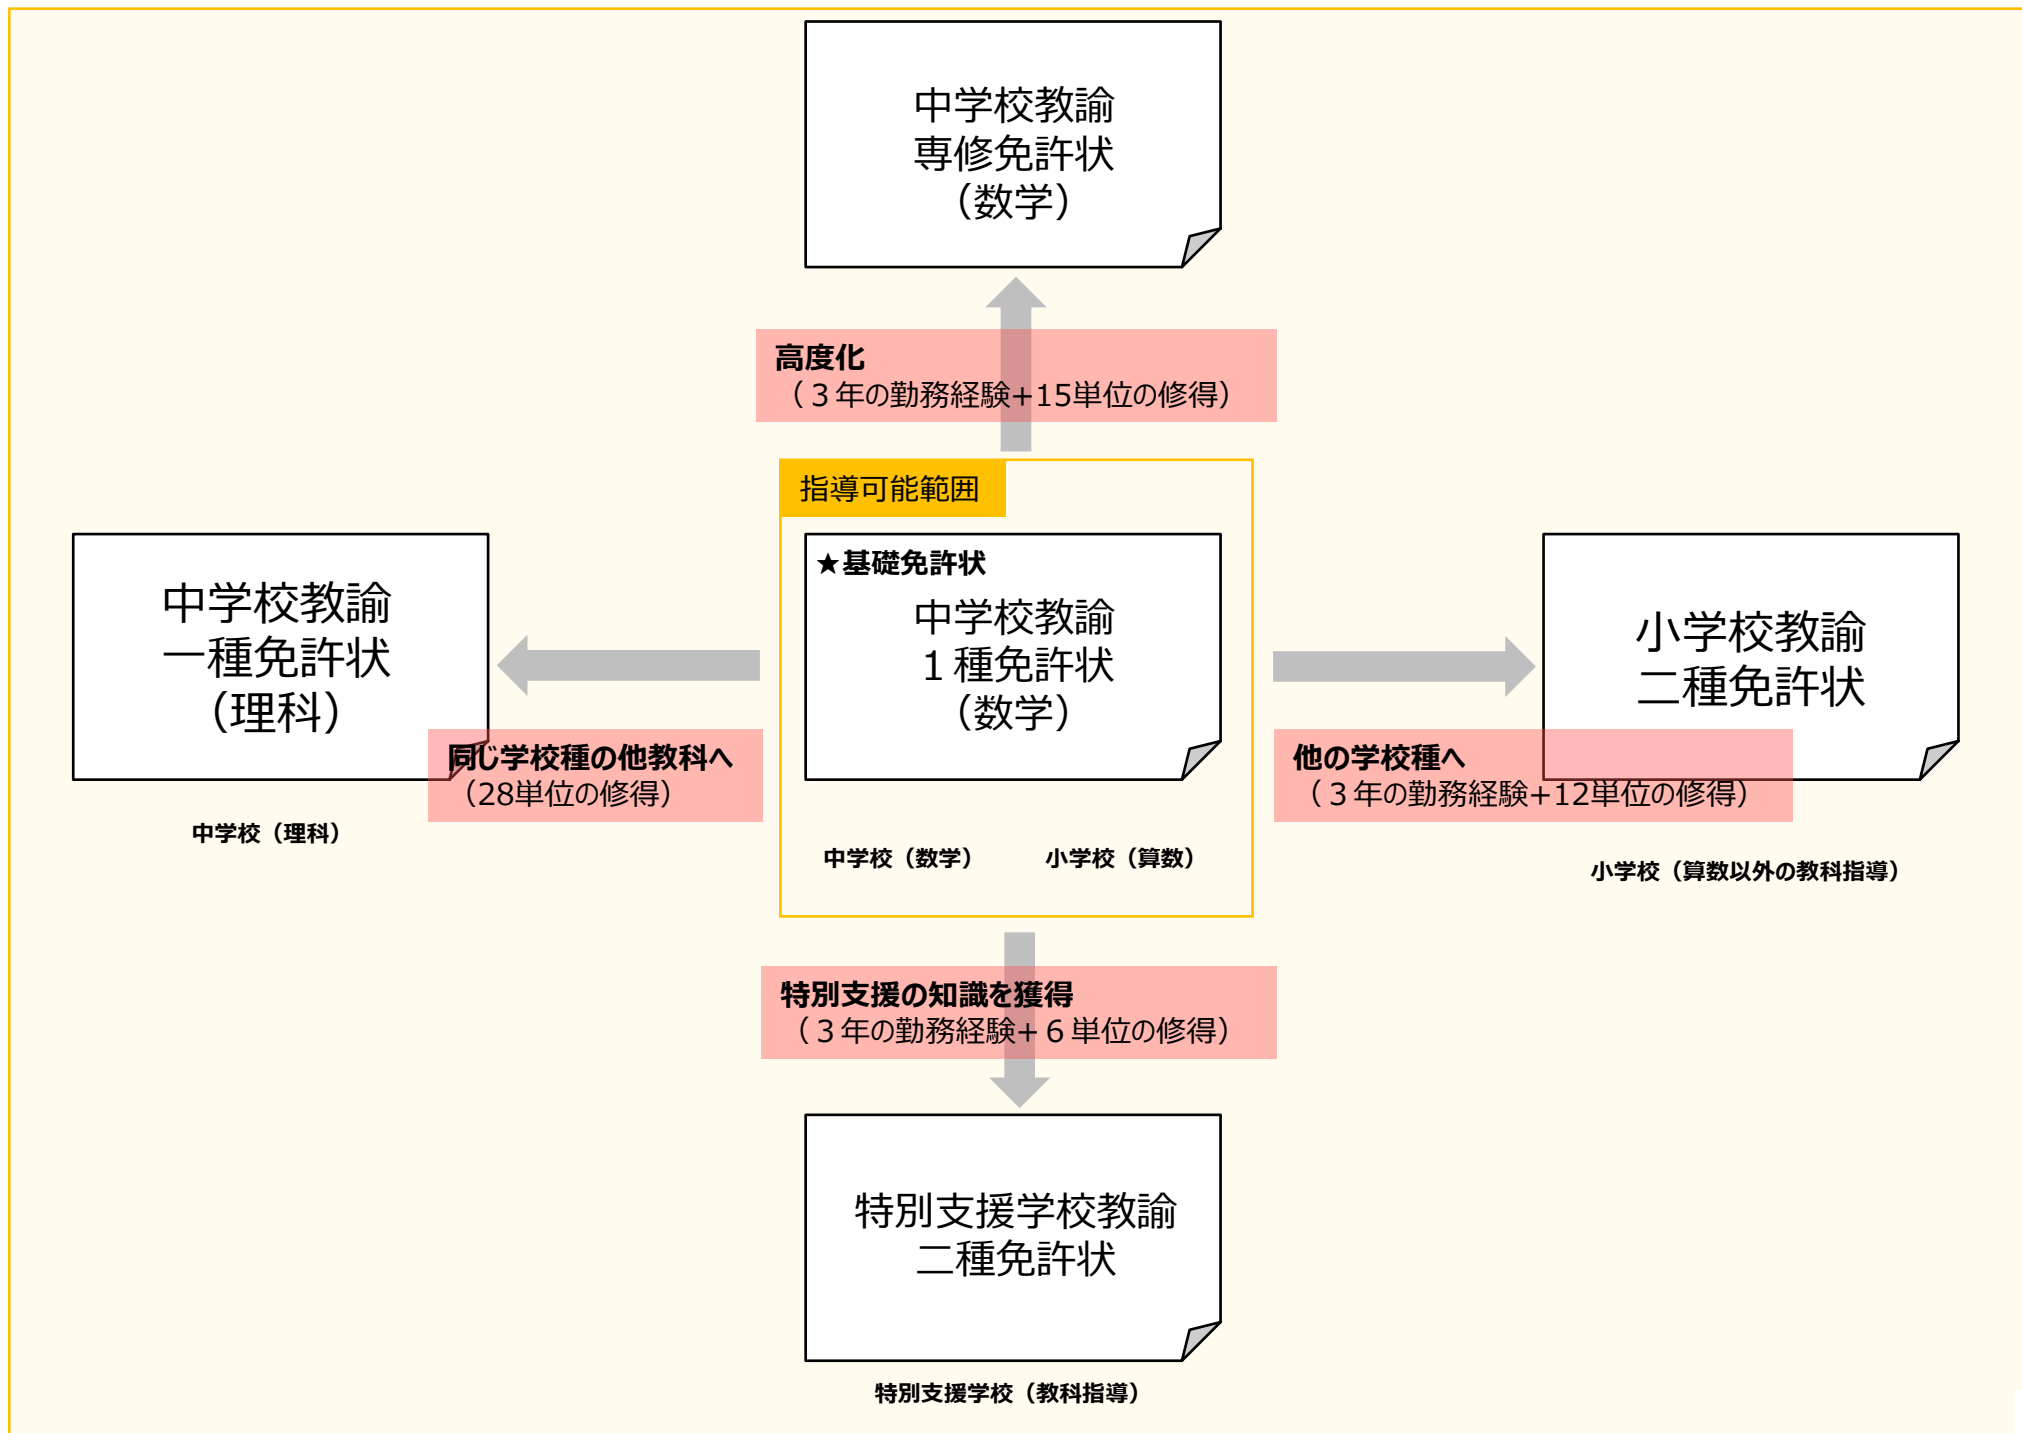 中学校教諭
専修免許状
（数学）
高度化
（３年の勤務経験+15単位の修得）
指導可能範囲
★基礎免許状
中学校教諭
１種免許状
（数学）
中学校（数学）
小学校（算数）
中学校教諭
一種免許状
（理科）
同じ学校種の他教科へ
（28単位の修得）
中学校（理科）
小学校教諭
二種免許状
他の学校種へ
（３年の勤務経験+12単位の修得）
小学校（算数以外の教科指導）
特別支援の知識を獲得
（３年の勤務経験+６単位の修得）
特別支援学校教諭
二種免許状
特別支援学校（教科指導）